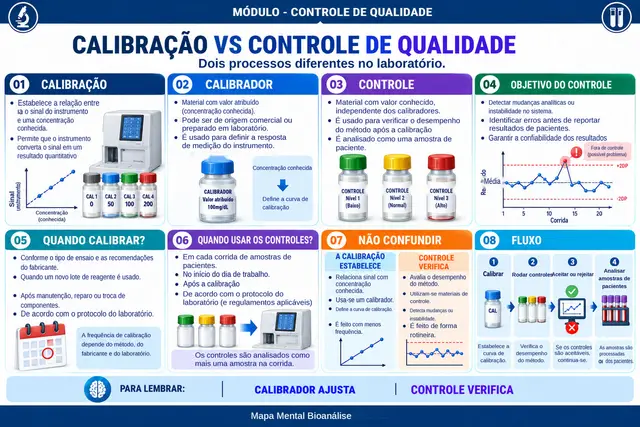 MÓDULO - CONTROLE DE QUALIDADE
CALIBRAÇÃO VS CONTROLE DE QUALIDADE
Dois processos diferentes no laboratório.
01 CALIBRAÇÃO
• Estabelece a relação entre
o sinal do instrumento
e uma concentração
conhecida.
• Permite que o instrumento
converta o sinal em um
resultado quantitativo
Sinal
(instrumento)
Concentração
(conhecida)
CAL 1
0
CAL 2
50
CAL 3
100
CAL 4
200
02 CALIBRADOR
• Material com valor atribuído
(concentração conhecida).
• Pode ser de origem comercial ou
preparado em laboratório.
• É usado para definir a resposta
de medição do instrumento.
CALIBRADOR
Valor atribuído
100mg/dL
Concentração conhecida
Define a curva de
calibração
03 CONTROLE
• Material com valor conhecido,
independente dos calibradores.
• É usado para verificar o desempenho
do método após a calibração
• É analisado como uma amostra de
paciente.
CONTROLE
Nível 1
(Baixo)
CONTROLE
Nível 2
(Normal)
CONTROLE
Nível 3
(Alto)
04 OBJETIVO DO CONTROLE
• Detectar mudanças analíticas ou
instabilidade no sistema.
• Identificar erros antes de reportar
resultados de pacientes.
• Garantir a confiabilidade dos resultados
Fora de controle
(possível problema)
+2DP
Média
-2DP
1 5 10 15 20
Corrida
05 QUANDO CALIBRAR?
• Conforme o tipo de ensaio e as recomendações
do fabricante.
• Quando um novo lote de reagente é usado.
• Após manutenção, reparo ou troca de
componentes.
• De acordo com o protocolo do laboratório.
A frequência de calibração
depende do método, do
fabricante e do laboratório.
06 QUANDO USAR OS CONTROLES?
• Em cada corrida de amostras de
pacientes.
• No início do dia de trabalho.
• Após a calibração
• De acordo com o protocolo do
laboratório (e regulamentos aplicáveis)
Os controles são analisados como
mais uma amostra na corrida.
07 NÃO CONFUNDIR
A CALIBRAÇÃO
ESTABELECE
• Relaciona sinal com
concentração
conhecida.
• Usa-se um calibrador.
• Define a curva de calibração.
• É feito com menos
frequência.
CONTROLE
VERIFICA
• Avalia o desempenho
do método.
• Utilizam-se materiais de
controle.
• Detecta mudanças ou
instabilidade.
• É feito de forma
rotineira.
08 FLUXO
1
Calibrar
CAL
Estabelece a
curva de
calibração.
2
Rodar controles
Verifica o
desempenho
do método.
3
Aceitar ou rejeitar
Se os controles
são aceitáveis,
continua-se.
4
Analisar
amostras de
pacientes
As amostras são
processadas
dos pacientes.
PARA LEMBRAR:
CALIBRADOR AJUSTA
CONTROLE VERIFICA
Mapa Mental Bioanálise